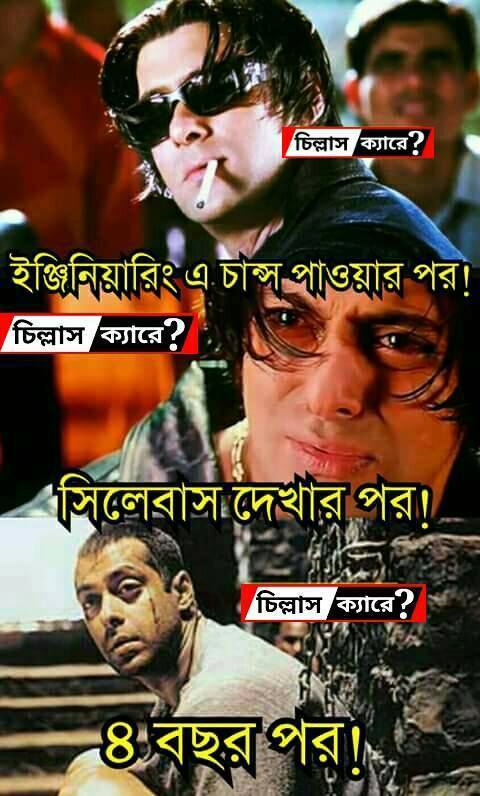 চিল্লাস ক্যারে?
ইঞ্জিনিয়ারিং এ চান্স পাওয়ার পর!
চিল্লাস ক্যারে?
সিলেবাস দেখার পর!
চিল্লাস ক্যারে?
৪ বছর পর!